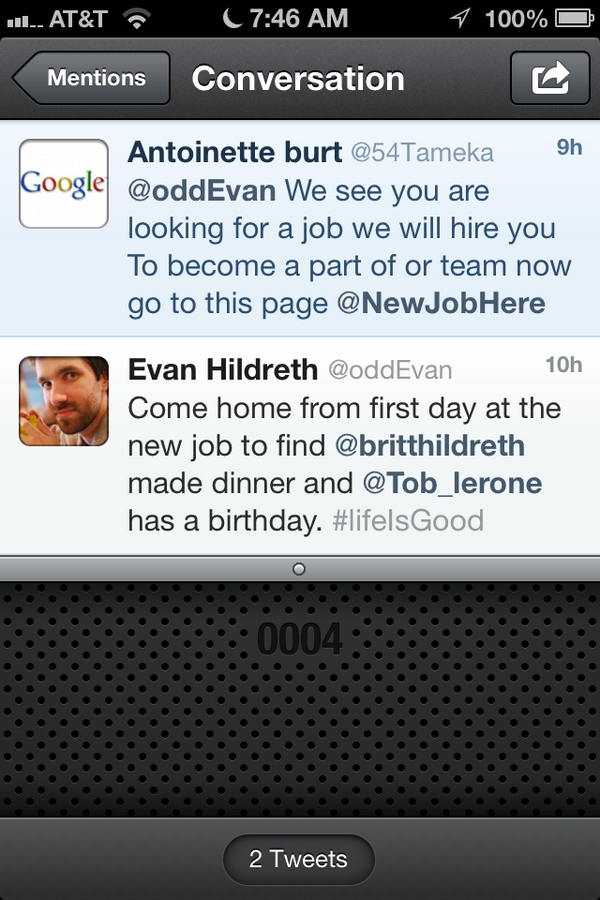 AT&T 7:46 AM 100%
Mentions Conversation
Antoinette burt @54Tameka 9h
Google
@oddEvan We see you are
looking for a job we will hire you
To become a part of or team now
go to this page @NewJobHere
Evan Hildreth @oddEvan 10h
Come home from first day at the
new job to find @britthildreth
made dinner and @Tob_lerone
has a birthday. #lifeIsGood
0004
2 Tweets